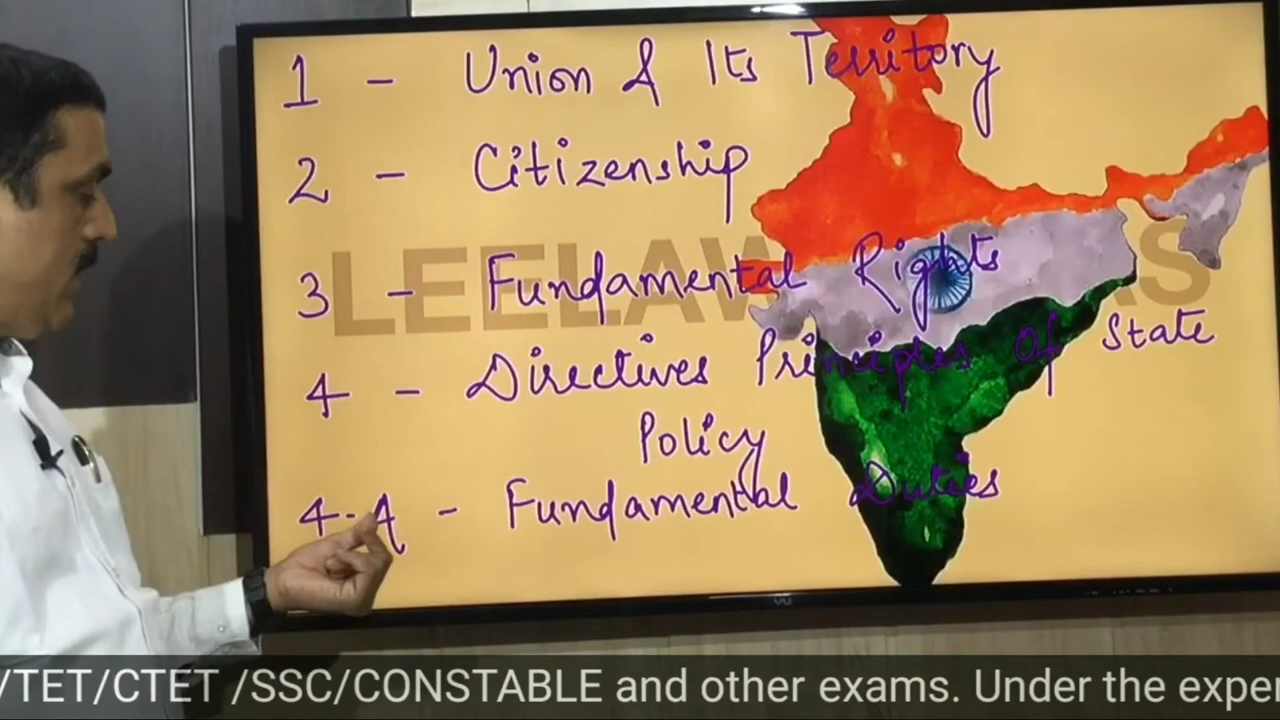 1 - Union & Its Territory
2 - Citizenship
3 - Fundamental Rights
4 - Directives Principles Of State
Policy
4-A - Fundamental Duties
VU
/TET/CTET /SSC/CONSTABLE and other exams. Under the exper